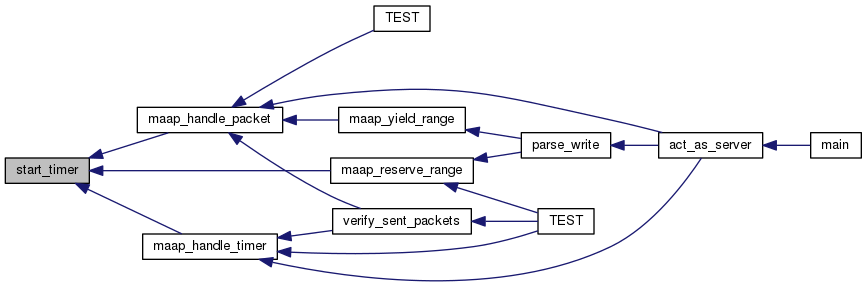 TEST
maap_handle_packet
maap_yield_range
parse_write
act_as_server
main
start_timer
maap_reserve_range
verify_sent_packets
TEST
maap_handle_timer